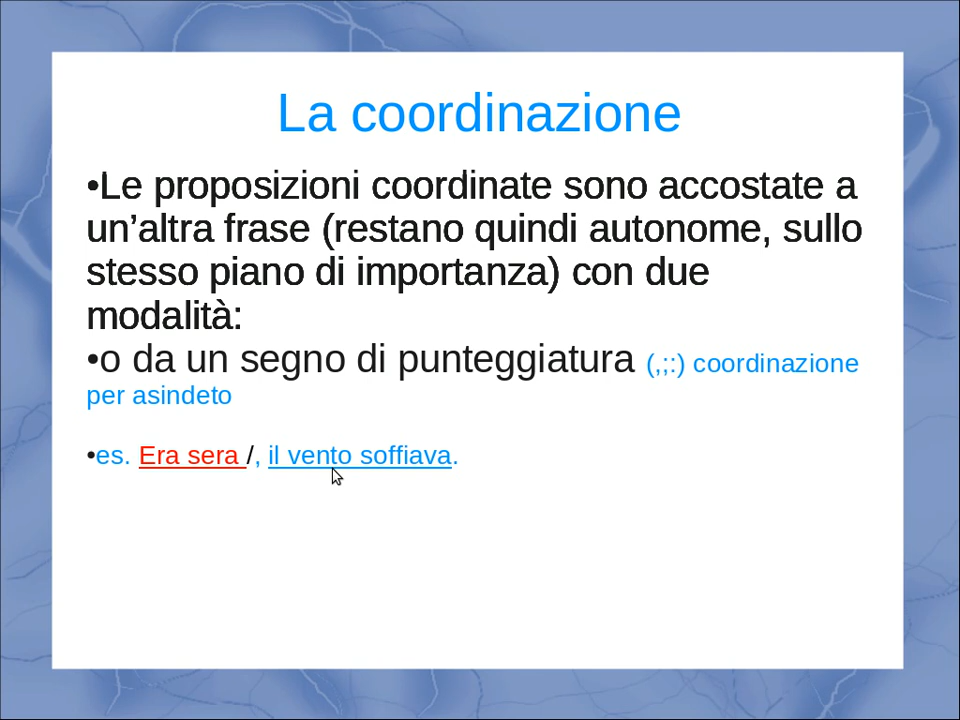 La coordinazione
•Le proposizioni coordinate sono accostate a
un’altra frase (restano quindi autonome, sullo
stesso piano di importanza) con due
modalità:
•o da un segno di punteggiatura (,;:) coordinazione
per asindeto
•es. Era sera /, il vento soffiava.